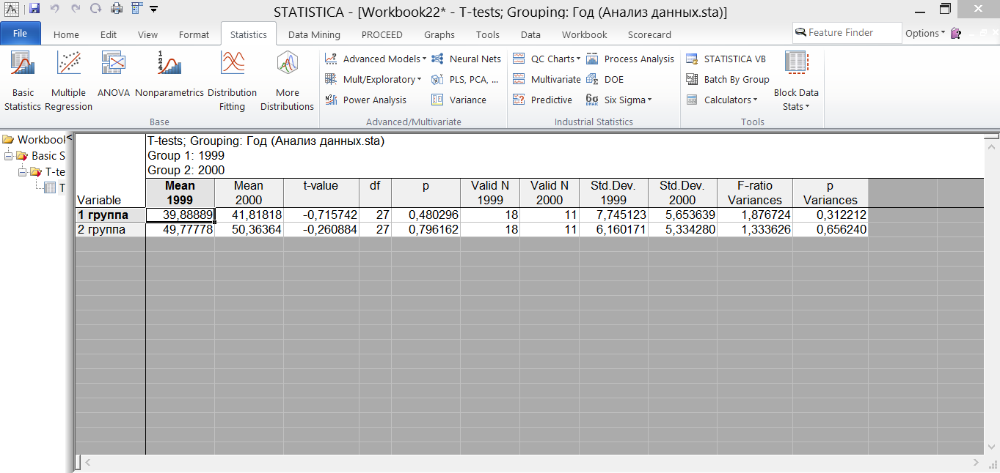 STATISTICA - [Workbook22* - T-tests; Grouping: Год (Анализ данных.sta)]
File Home Edit View Format Statistics Data Mining PROCEED Graphs Tools Data Workbook Scorecard Feature Finder Options
Basic Statistics
Multiple Regression
ANOVA
Nonparametrics
Distribution Fitting
More Distributions
Base
Advanced Models Neural Nets
Mult/Exploratory PLS, PCA, ...
Power Analysis Variance
Advanced/Multivariate
QC Charts Process Analysis
Multivariate DOE
Predictive Six Sigma
Industrial Statistics
STATISTICA VB
Batch By Group
Calculators
Block Data Stats
Tools
Workbook
Basic S
T-te
T
T-tests; Grouping: Год (Анализ данных.sta)
Group 1: 1999
Group 2: 2000
Variable Mean 1999 Mean 2000 t-value df p Valid N 1999 Valid N 2000 Std.Dev. 1999 Std.Dev. 2000 F-ratio Variances p Variances
1 группа 39,88889 41,81818 -0,715742 27 0,480296 18 11 7,745123 5,653639 1,876724 0,312212
2 группа 49,77778 50,36364 -0,260884 27 0,796162 18 11 6,160171 5,334280 1,333626 0,656240